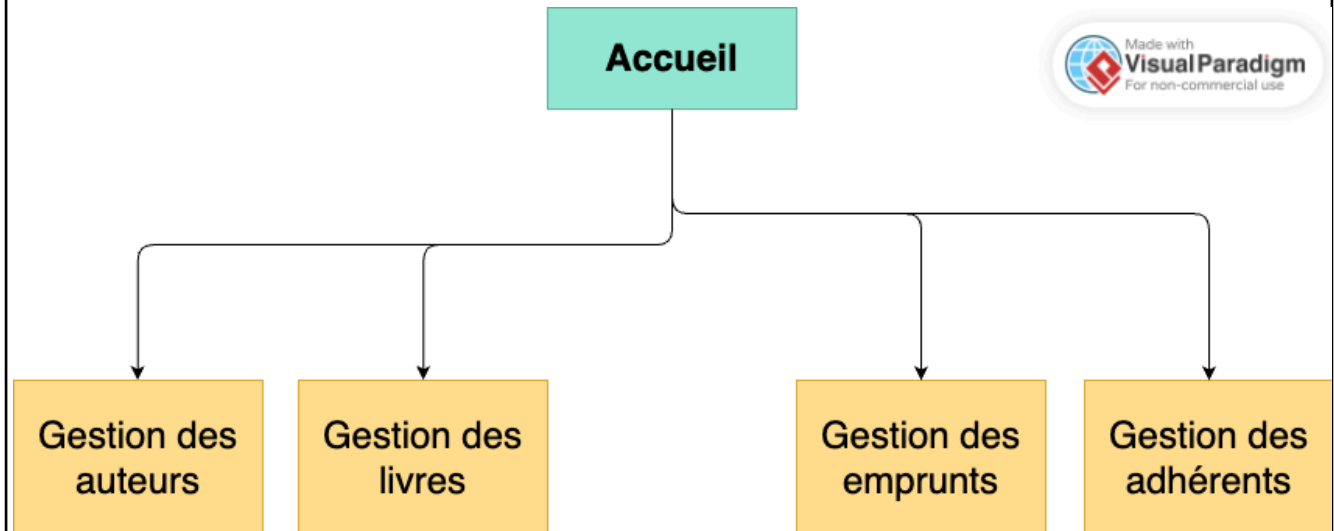 Accueil
Made with
Visual Paradigm
For non-commercial use
Gestion des
auteurs
Gestion des
livres
Gestion des
emprunts
Gestion des
adhérents